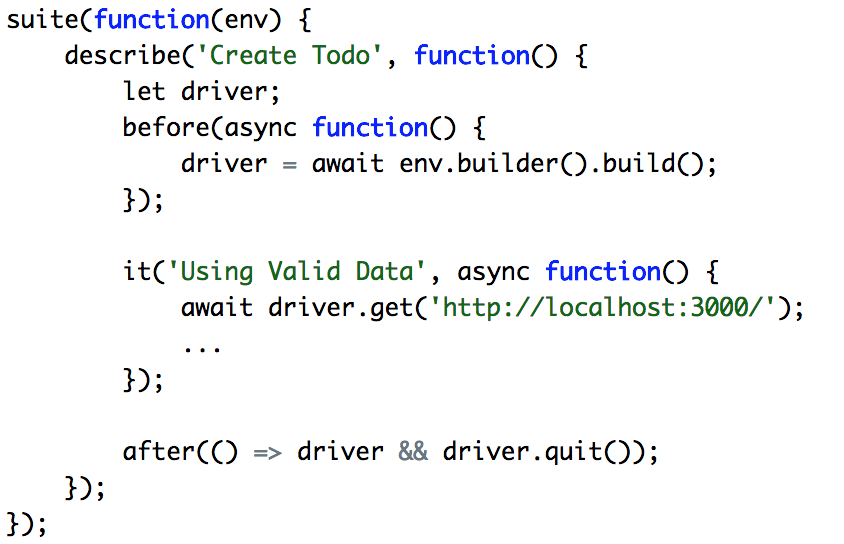 suite(function(env) {
    describe('Create Todo', function() {
        let driver;
        before(async function() {
            driver = await env.builder().build();
        });

        it('Using Valid Data', async function() {
            await driver.get('http://localhost:3000/');
            ...
        });

        after(() => driver && driver.quit());
    });
});